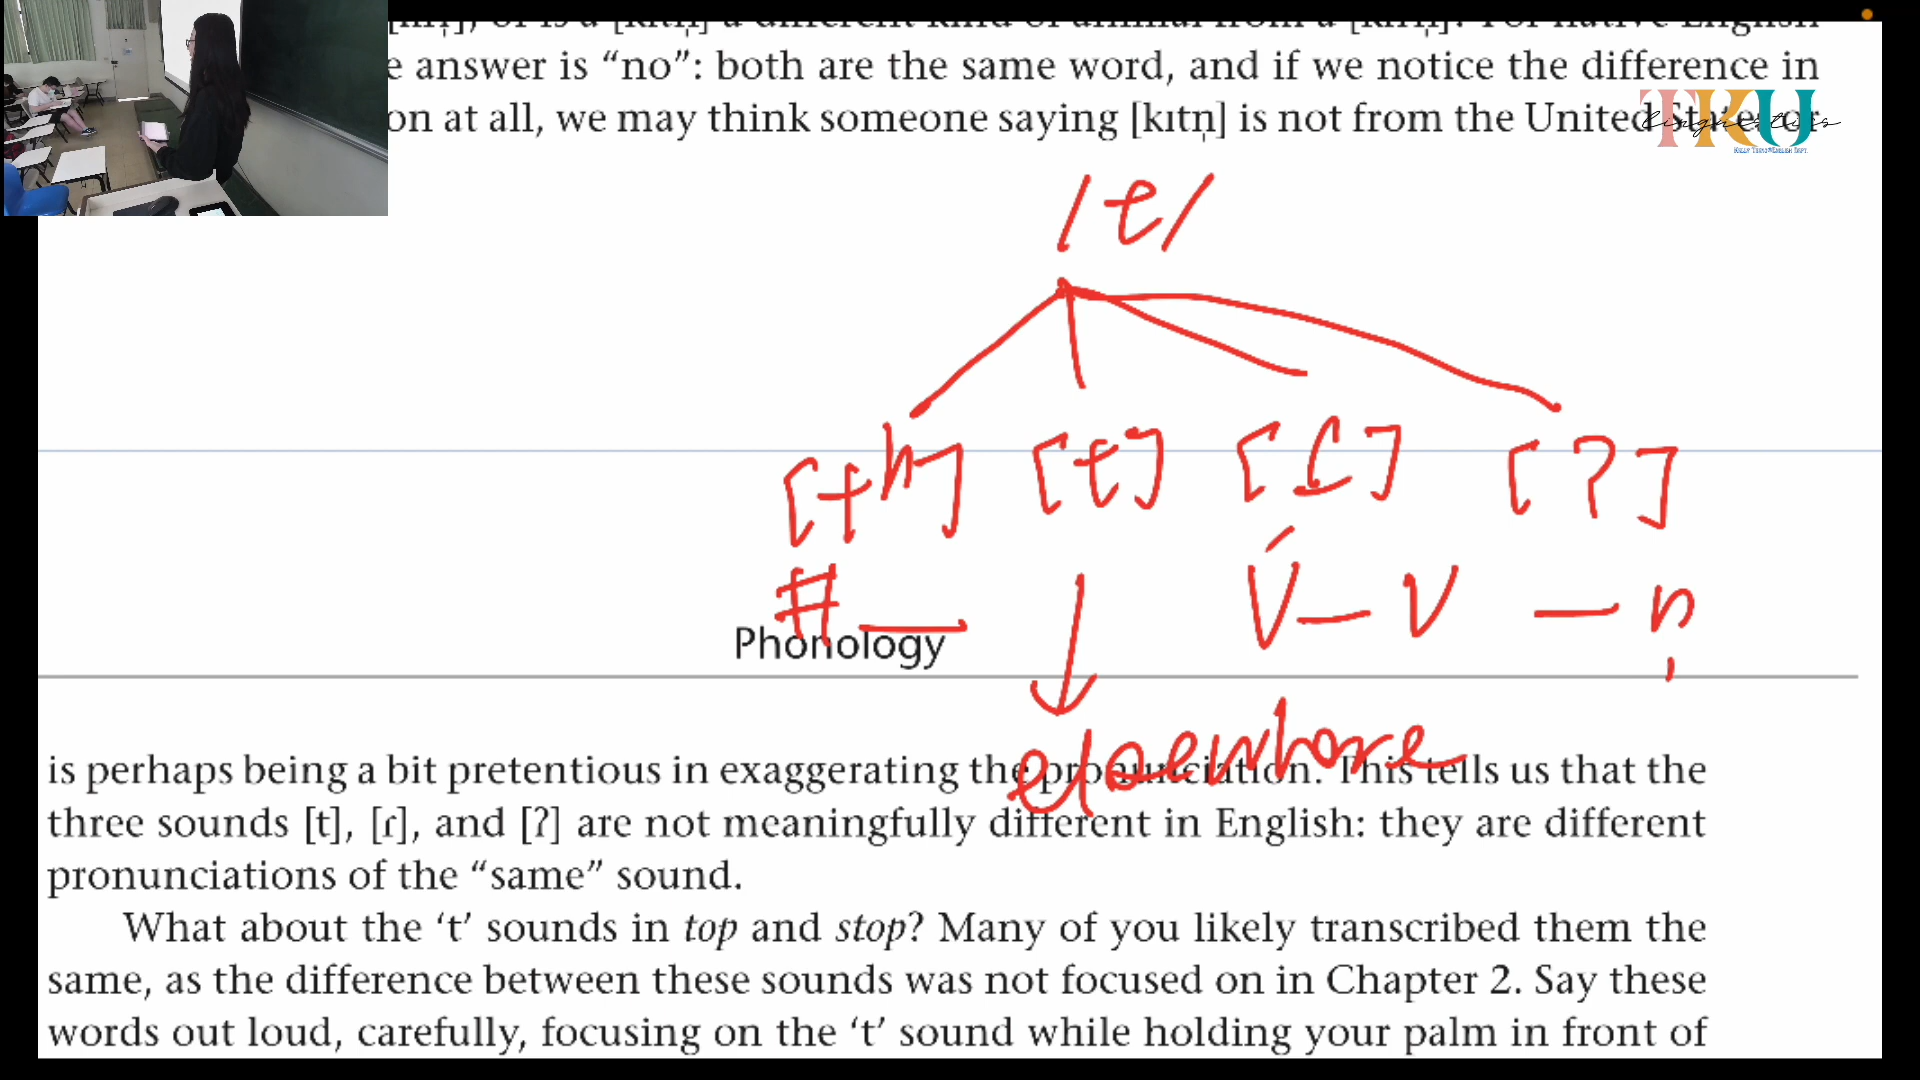 e answer is “no”: both are the same word, and if we notice the difference in
on at all, we may think someone saying [kɪtn̩] is not from the United States or
TKU
linguistics
/t/
[tʰ] [t] [ɾ] [ʔ]
#__ V́_V _n̩
Phonology
elsewhere
is perhaps being a bit pretentious in exaggerating the pronunciation. This tells us that the
three sounds [t], [ɾ], and [ʔ] are not meaningfully different in English: they are different
pronunciations of the “same” sound.
What about the ‘t’ sounds in top and stop? Many of you likely transcribed them the
same, as the difference between these sounds was not focused on in Chapter 2. Say these
words out loud, carefully, focusing on the ‘t’ sound while holding your palm in front of